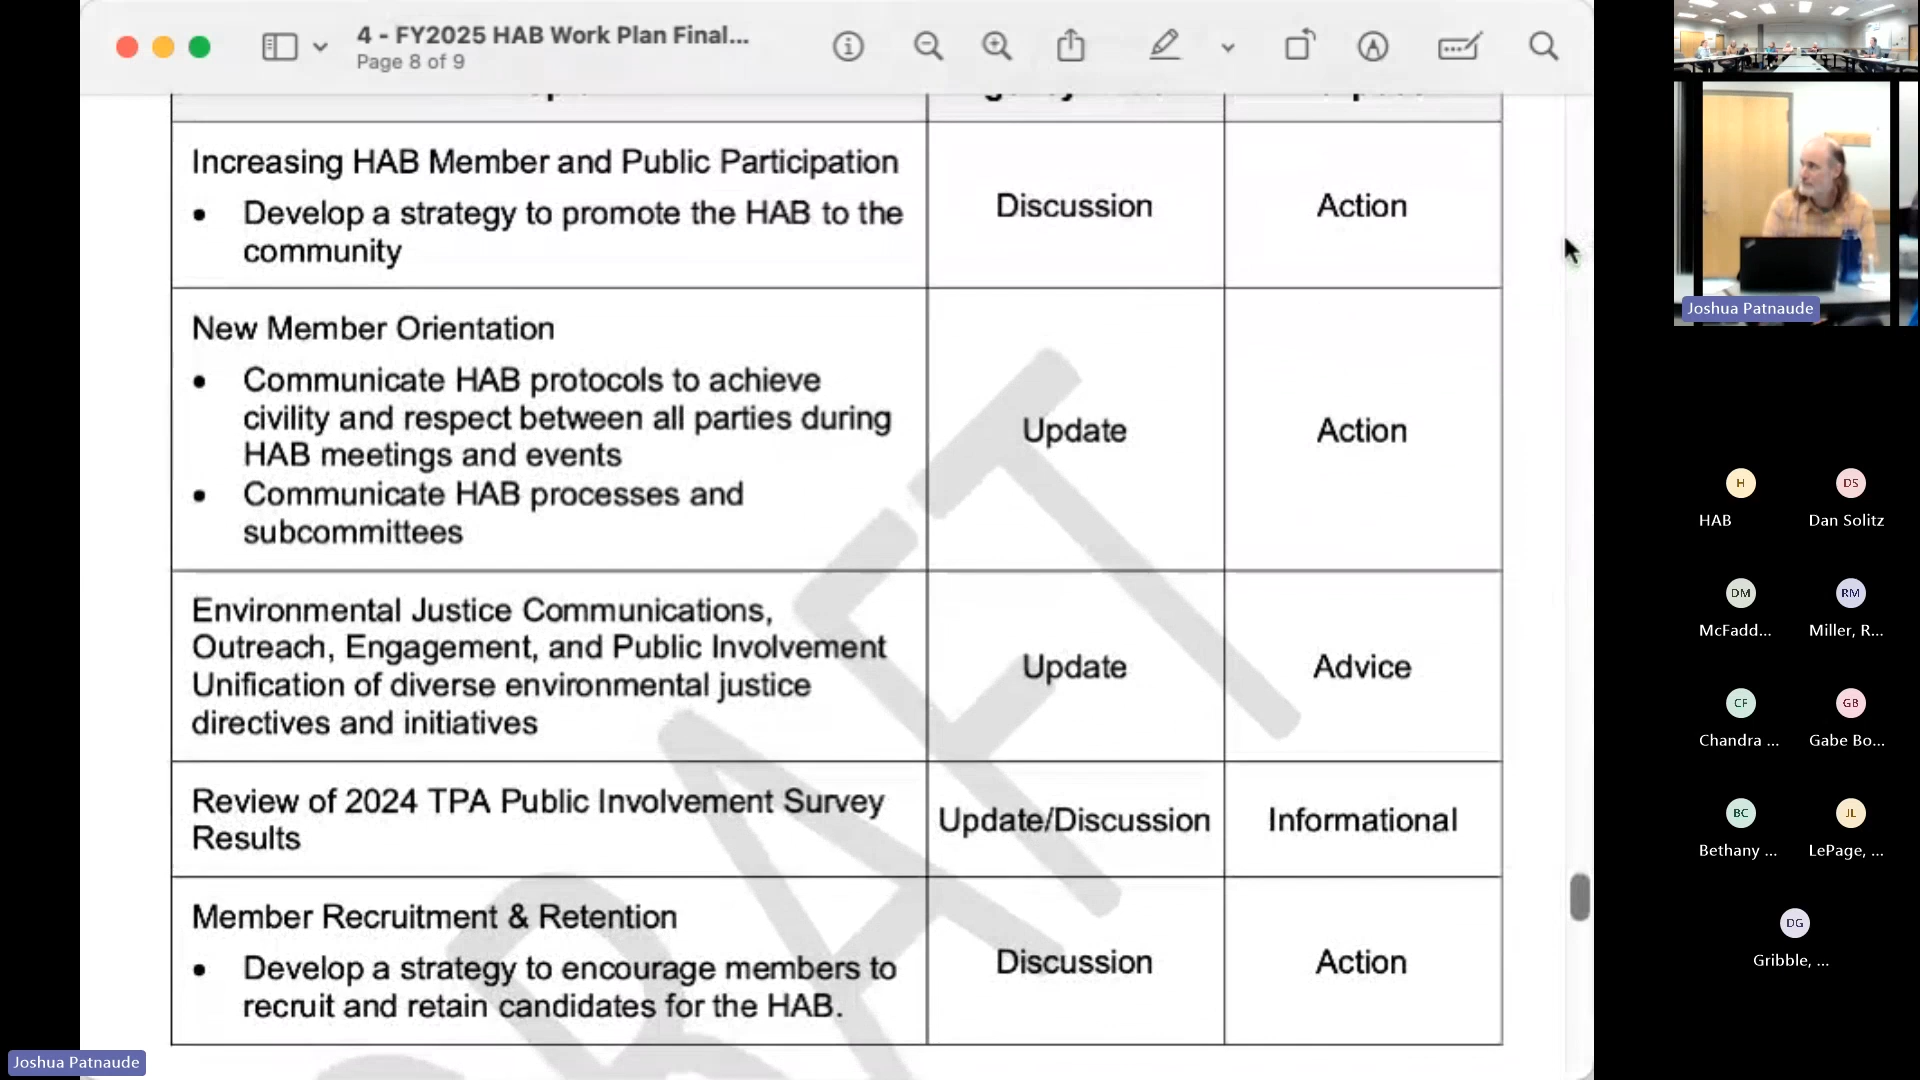 4 - FY2025 HAB Work Plan Final...
Page 8 of 9
Increasing HAB Member and Public Participation
• Develop a strategy to promote the HAB to the
community
Discussion
Action
New Member Orientation
• Communicate HAB protocols to achieve
civility and respect between all parties during
HAB meetings and events
• Communicate HAB processes and
subcommittees
Update
Action
Environmental Justice Communications,
Outreach, Engagement, and Public Involvement
Unification of diverse environmental justice
directives and initiatives
Update
Advice
Review of 2024 TPA Public Involvement Survey
Results
Update/Discussion
Informational
Member Recruitment & Retention
• Develop a strategy to encourage members to
recruit and retain candidates for the HAB.
Discussion
Action
DRAFT
Joshua Patnaude
Joshua Patnaude
H
HAB
DS
Dan Solitz
DM
McFadd...
RM
Miller, R...
CF
Chandra ...
GB
Gabe Bo...
BC
Bethany ...
JL
LePage, ...
DG
Gribble, ...